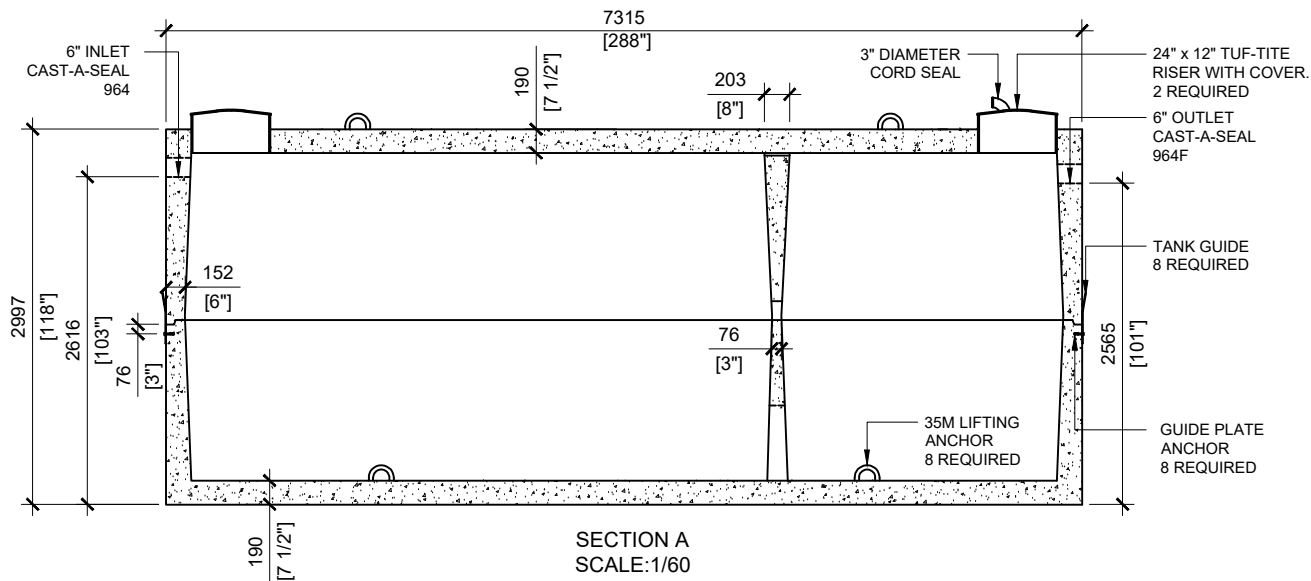 7315
[288"]
6" INLET
CAST-A-SEAL
964
190
[7 1/2"]
203
[8"]
3" DIAMETER
CORD SEAL
24" x 12" TUF-TITE
RISER WITH COVER.
2 REQUIRED
6" OUTLET
CAST-A-SEAL
964F
TANK GUIDE
8 REQUIRED
152
[6"]
2997
[118"]
2616
[103"]
76
[3"]
76
[3"]
2565
[101"]
35M LIFTING
ANCHOR
8 REQUIRED
GUIDE PLATE
ANCHOR
8 REQUIRED
190
[7 1/2"]
SECTION A
SCALE:1/60